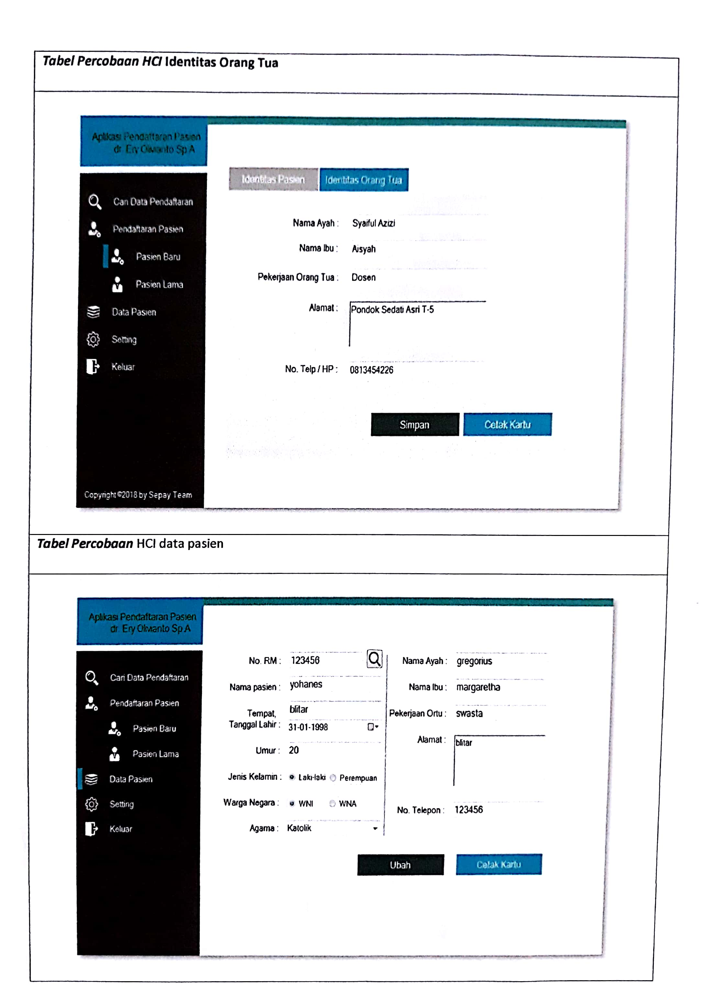 Tabel Percobaan HCI Identitas Orang Tua
Aplikasi Pendaftaran Pasien
dr. Ery Olivianto Sp.A
Identitas Pasien
Identitas Orang Tua
Cari Data Pendaftaran
Pendaftaran Pasien
Pasien Baru
Pasien Lama
Data Pasien
Setting
Keluar
Nama Ayah : Syaiful Azizi
Nama Ibu : Aisyah
Pekerjaan Orang Tua : Dosen
Alamat : Pondok Sedati Asri T-5
No. Telp / HP : 0813454226
Simpan
Cetak Kartu
Copyright ©2018 by Sepay Team
Tabel Percobaan HCI data pasien
Aplikasi Pendaftaran Pasien
dr. Ery Olivianto Sp.A
Cari Data Pendaftaran
Pendaftaran Pasien
Pasien Baru
Pasien Lama
Data Pasien
Setting
Keluar
No. RM : 123456
Nama pasien : yohanes
Tempat, blitar
Tanggal Lahir : 31-01-1998
Umur : 20
Jenis Kelamin : Laki-laki Perempuan
Warga Negara : WNI WNA
Agama : Katolik
Nama Ayah : gregorius
Nama Ibu : margaretha
Pekerjaan Ortu : swasta
Alamat : blitar
No. Telepon : 123456
Ubah
Cetak Kartu